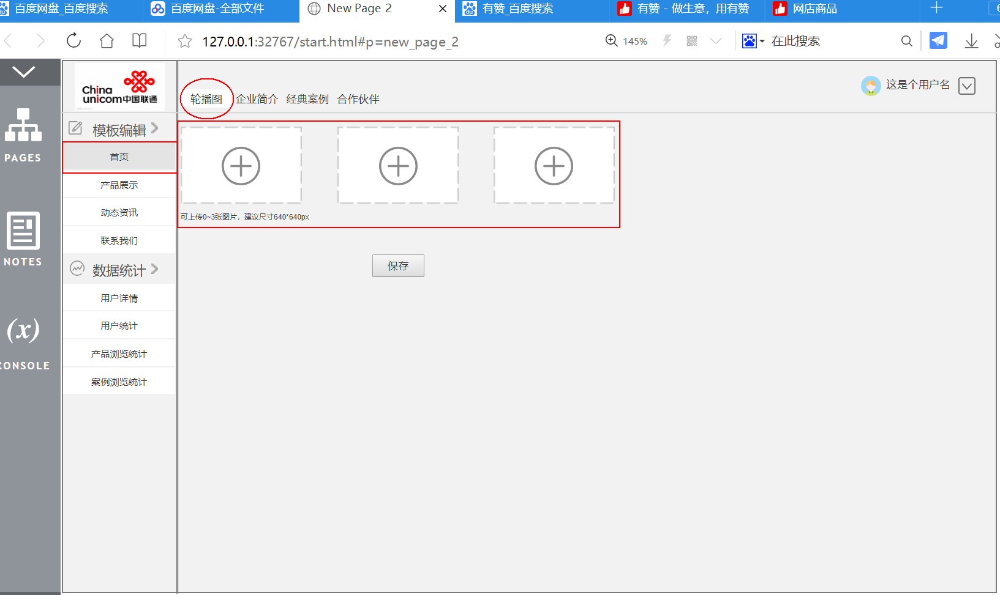 百度网盘_百度搜索
百度网盘-全部文件
New Page 2
有赞_百度搜索
有赞 - 做生意，用有赞
网店商品
127.0.0.1:32767/start.html#p=new_page_2
145%
在此搜索
China
unicom中国联通
轮播图 企业简介 经典案例 合作伙伴
这是个用户名
PAGES
NOTES
(x)
CONSOLE
模板编辑
首页
产品展示
动态资讯
联系我们
数据统计
用户详情
用户统计
产品浏览统计
案例浏览统计
可上传0~3张图片，建议尺寸640*640px
保存